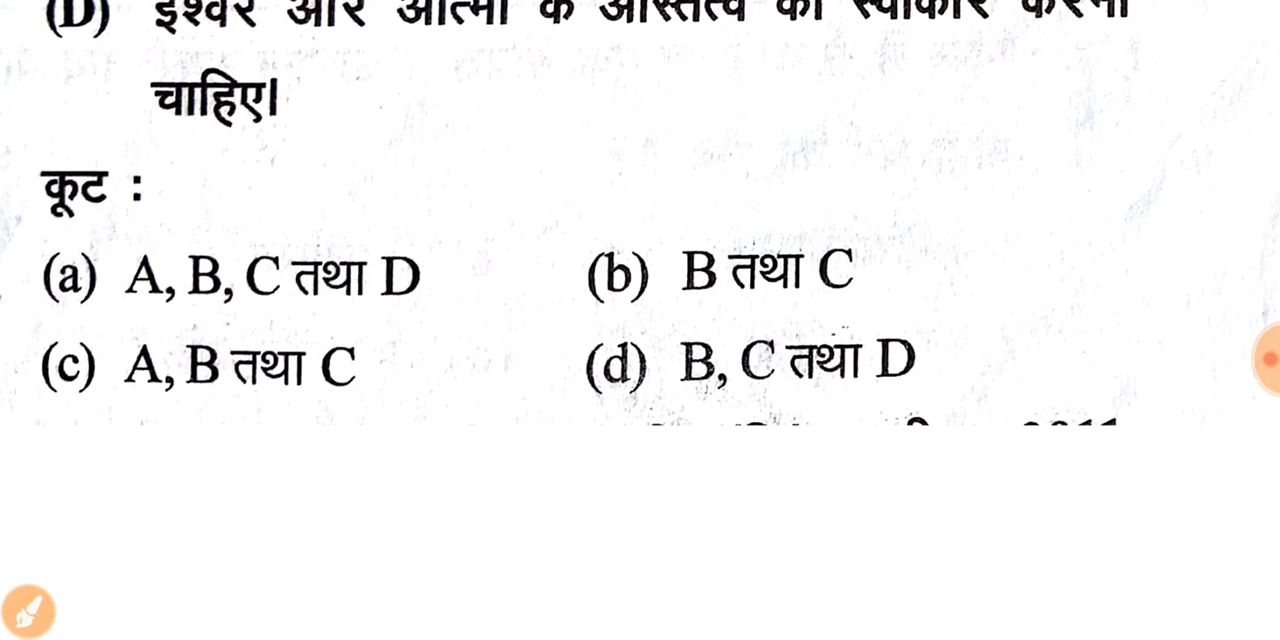 (D) ईश्वर और आत्मा के अस्तित्व को स्वीकार करना
चाहिए।
कूट :
(a) A, B, C तथा D (b) B तथा C
(c) A, B तथा C (d) B, C तथा D